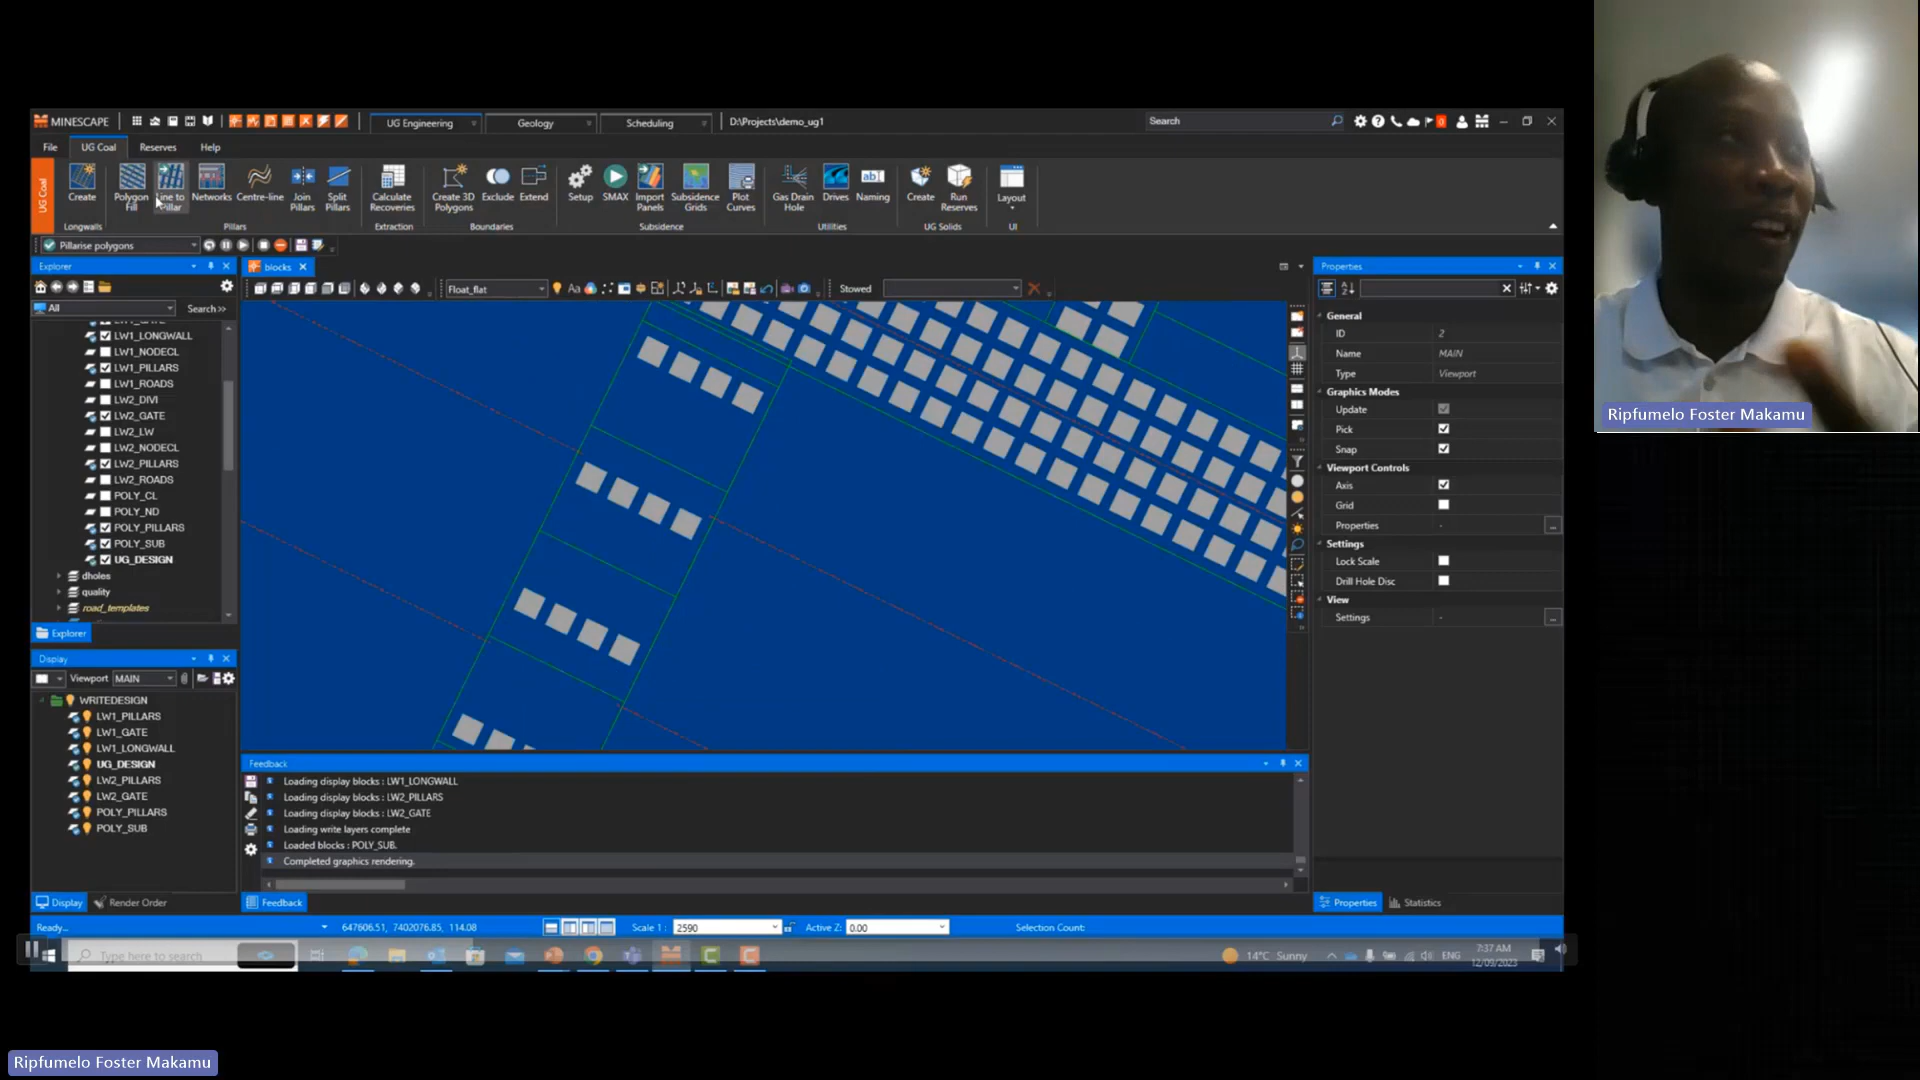 MINESCAPE
UG Engineering
Geology
Scheduling
D:\Projects\demo_ug1
Search
File
UG Coal
Reserves
Help
UG Coal
Create
Polygon Fill
Line to Pillar
Networks
Centre-line
Join Pillars
Split Pillars
Calculate Recoveries
Create 3D Polygons
Exclude
Extend
Setup
SMAX
Import Panels
Subsidence Grids
Plot Curves
Gas Drain Hole
Drives
Naming
Create
Run Reserves
Layout
Longwalls
Pillars
Extraction
Boundaries
Subsidence
Utilities
UG Solids
UI
Pillarise polygons
Explorer
All
Search>>
LW1_LONGWALL
LW1_NODECL
LW1_PILLARS
LW1_ROADS
LW2_DIVI
LW2_GATE
LW2_LW
LW2_NODECL
LW2_PILLARS
LW2_ROADS
POLY_CL
POLY_ND
POLY_PILLARS
POLY_SUB
UG_DESIGN
dholes
quality
road_templates
Explorer
Display
Viewport MAIN
WRITEDESIGN
LW1_PILLARS
LW1_GATE
LW1_LONGWALL
UG_DESIGN
LW2_PILLARS
LW2_GATE
POLY_PILLARS
POLY_SUB
Display
Render Order
blocks
Float_flat
Stowed
Feedback
Loading display blocks : LW1_LONGWALL
Loading display blocks : LW2_PILLARS
Loading display blocks : LW2_GATE
Loading write layers complete
Loaded blocks : POLY_SUB.
Completed graphics rendering.
Feedback
Properties
General
ID 2
Name MAIN
Type Viewport
Graphics Modes
Update
Pick
Snap
Viewport Controls
Axis
Grid
Properties -
Settings
Lock Scale
Drill Hole Disc
View
Settings -
Properties
Statistics
Ready...
647606.51, 7402076.85, 114.08
Scale 1 : 2590
Active Z: 0.00
Selection Count:
Type here to search
14°C Sunny
ENG
7:37 AM
12/09/2023
Ripfumelo Foster Makamu
Ripfumelo Foster Makamu